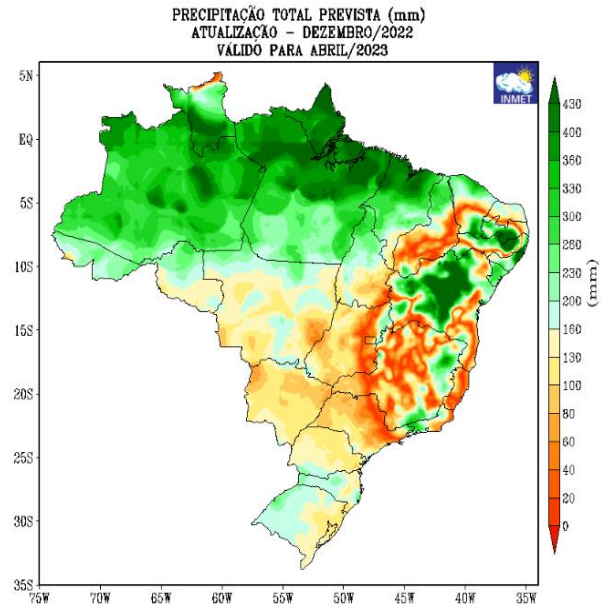 PRECIPITAÇÃO TOTAL PREVISTA (mm)
ATUALIZAÇÃO - DEZEMBRO/2022
VÁLIDO PARA ABRIL/2023
INMET
5N
EQ
5S
10S
15S
20S
25S
30S
35S
75W 70W 65W 60W 55W 50W 45W 40W 35W
430
400
360
330
300
260
230
200
160
130
100
80
60
40
20
0
(mm)